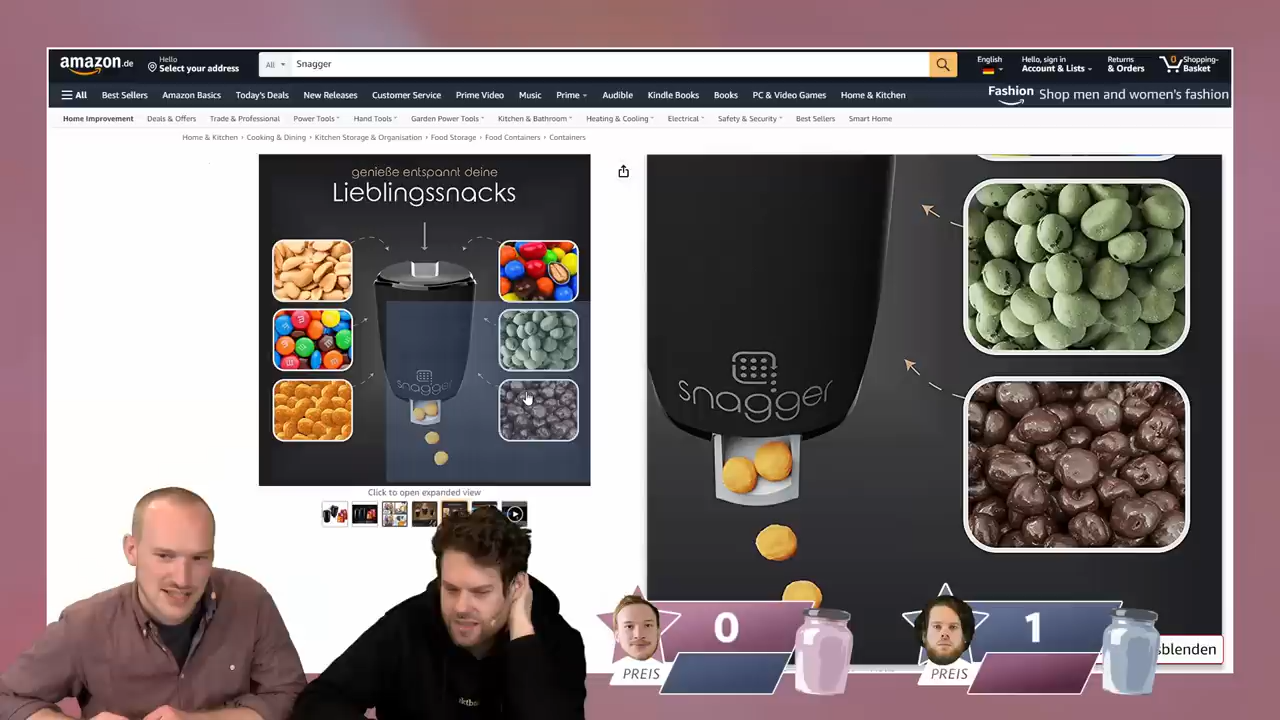 amazon.de
Hello
Select your address
All
Snagger
English
Hello, sign in
Account & Lists
Returns
& Orders
0
Shopping-
Basket
All
Best Sellers
Amazon Basics
Today's Deals
New Releases
Customer Service
Prime Video
Music
Prime
Audible
Kindle Books
Books
PC & Video Games
Home & Kitchen
Fashion
Shop men and women's fashion
Home Improvement
Deals & Offers
Trade & Professional
Power Tools
Hand Tools
Garden Power Tools
Kitchen & Bathroom
Heating & Cooling
Electrical
Safety & Security
Best Sellers
Smart Home
Home & Kitchen › Cooking & Dining › Kitchen Storage & Organisation › Food Storage › Food Containers › Containers
genieße entspannt deine
Lieblingssnacks
snagger
snagger
Click to open expanded view
0
PREIS
1
PREIS
sblenden